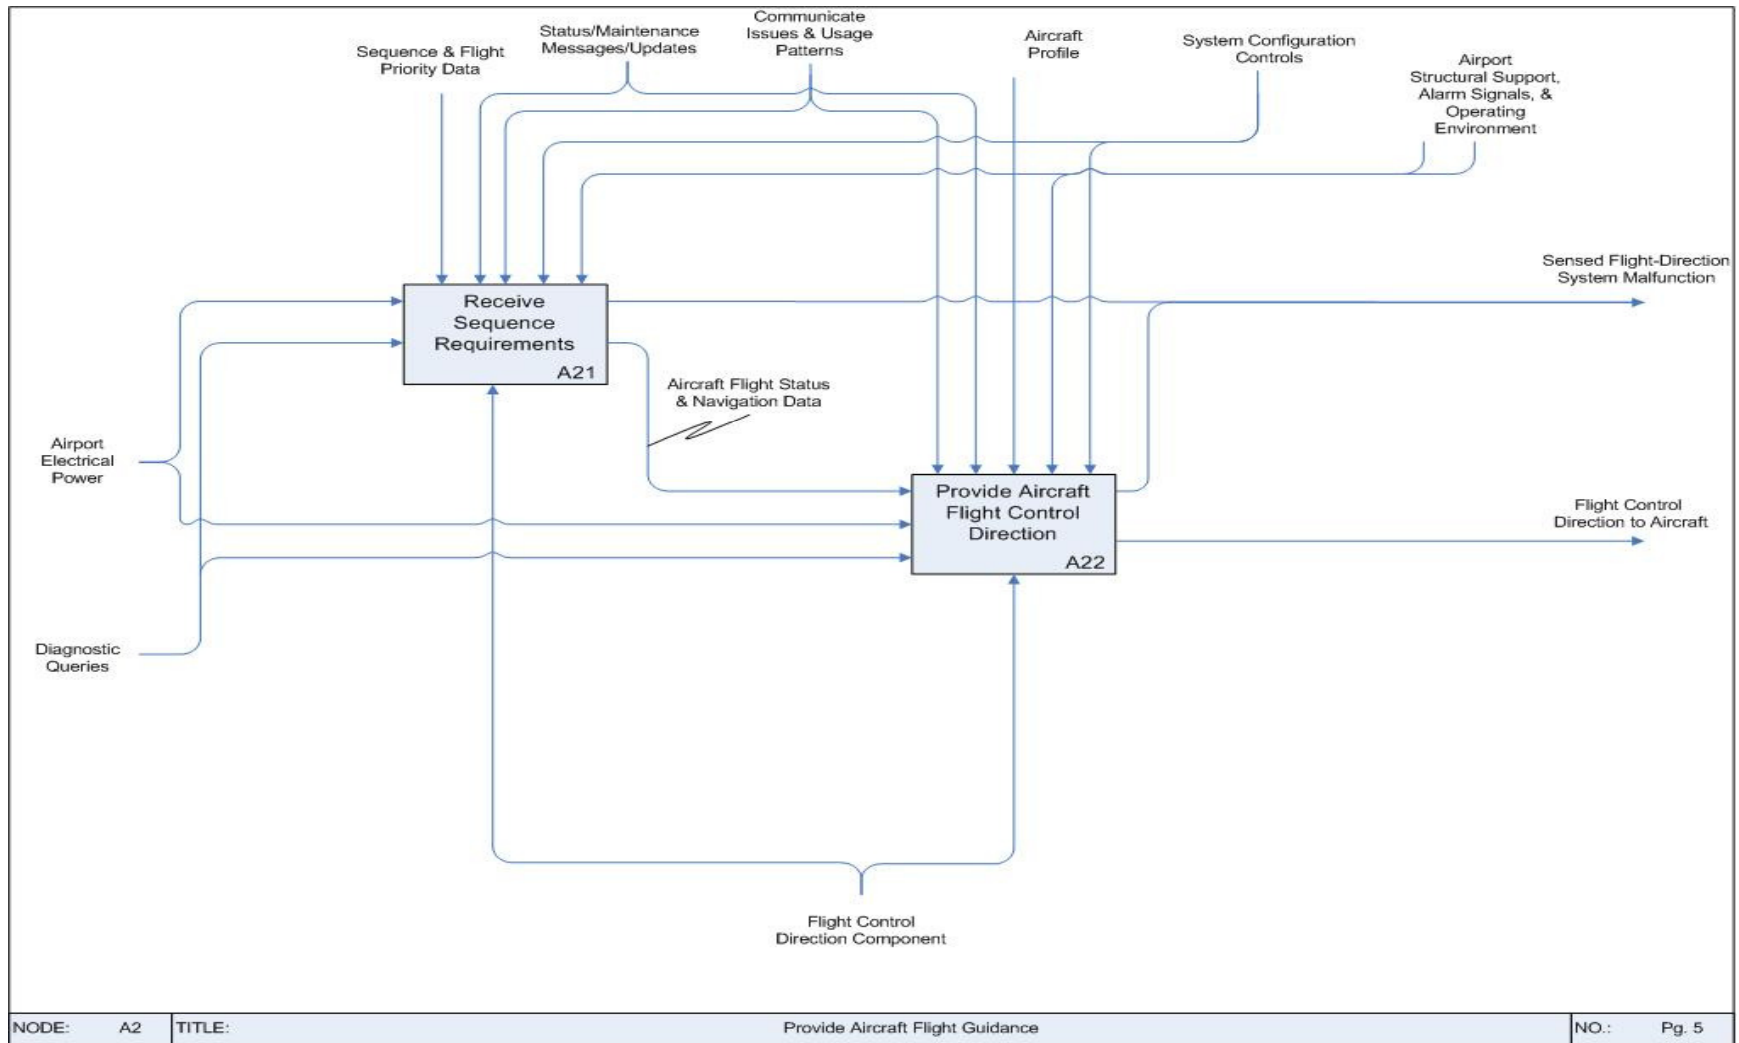 Sequence & Flight
Priority Data
Status/Maintenance
Messages/Updates
Communicate
Issues & Usage
Patterns
Aircraft
Profile
System Configuration
Controls
Airport
Structural Support,
Alarm Signals, &
Operating
Environment
Sensed Flight-Direction
System Malfunction
Receive
Sequence
Requirements
A21
Aircraft Flight Status
& Navigation Data
Airport
Electrical
Power
Provide Aircraft
Flight Control
Direction
A22
Flight Control
Direction to Aircraft
Diagnostic
Queries
Flight Control
Direction Component
NODE: A2 TITLE: Provide Aircraft Flight Guidance NO.: Pg. 5